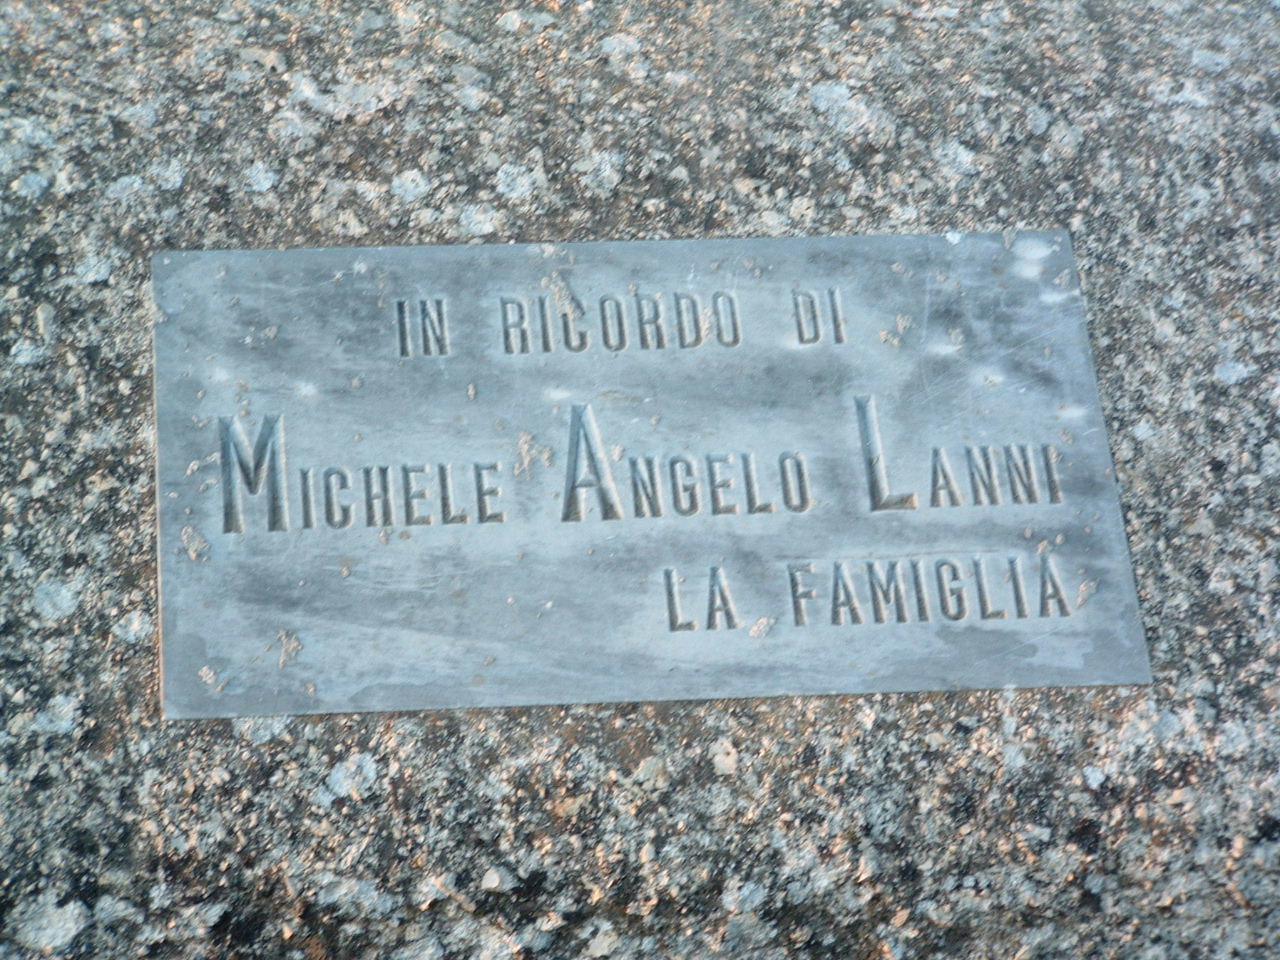 IN RICORDO DI
MICHELE ANGELO LANNI
LA FAMIGLIA